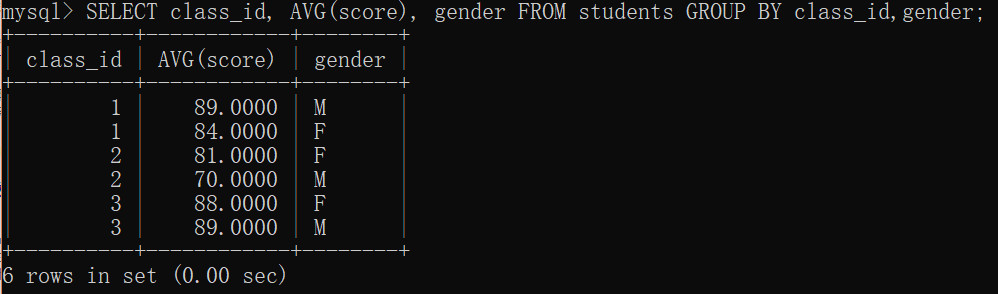 mysql> SELECT class_id, AVG(score), gender FROM students GROUP BY class_id,gender;
+----------+------------+--------+
| class_id | AVG(score) | gender |
+----------+------------+--------+
|        1 |    89.0000 | M      |
|        1 |    84.0000 | F      |
|        2 |    81.0000 | F      |
|        2 |    70.0000 | M      |
|        3 |    88.0000 | F      |
|        3 |    89.0000 | M      |
+----------+------------+--------+
6 rows in set (0.00 sec)